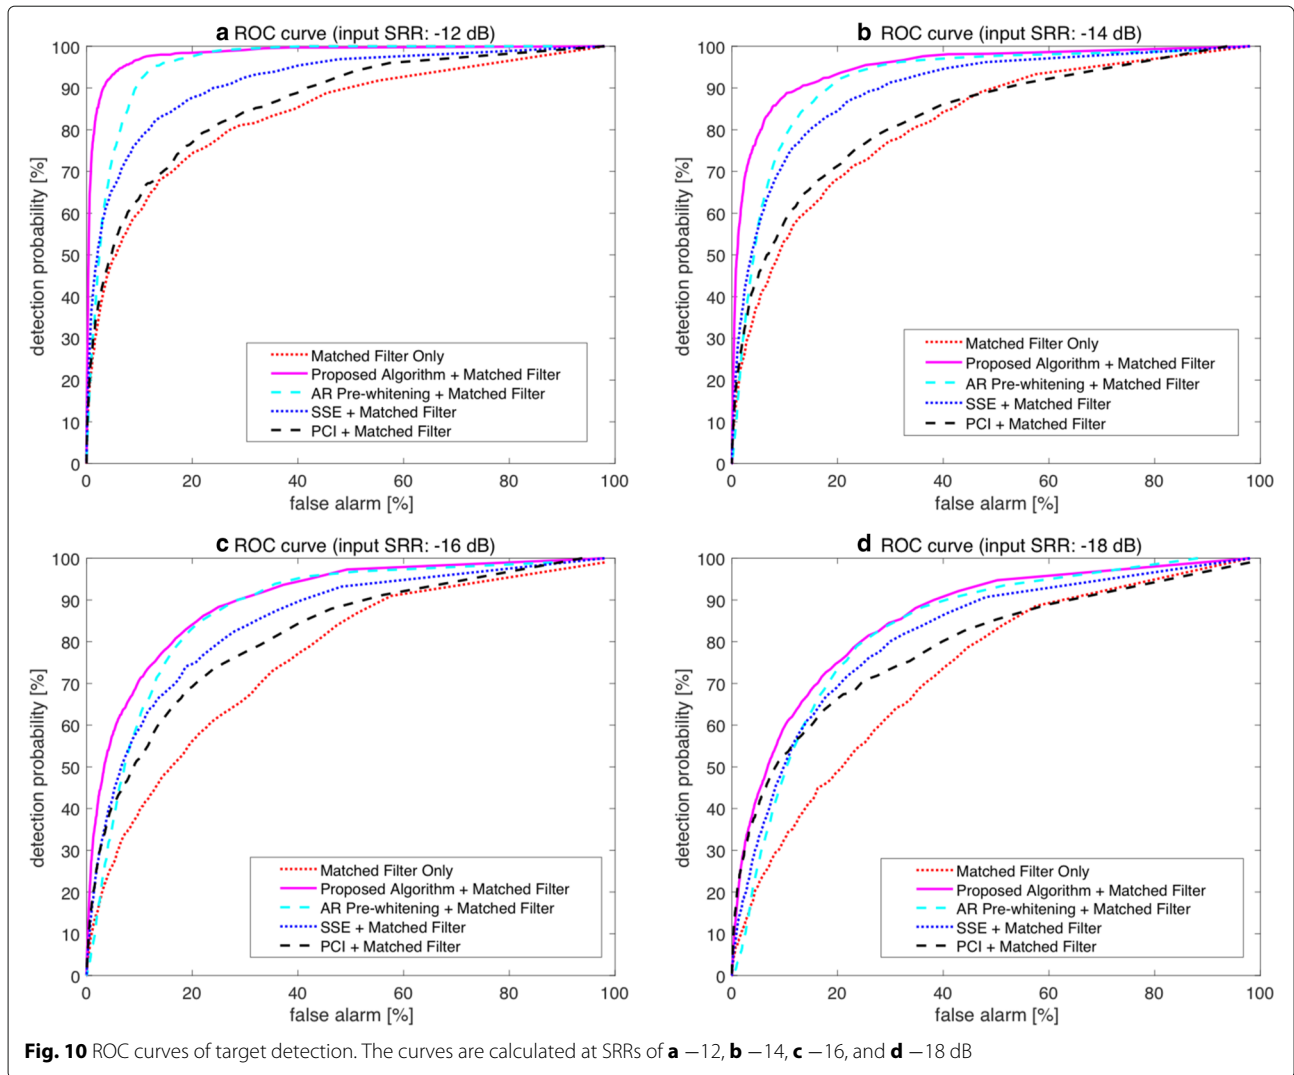 a ROC curve (input SRR: -12 dB)
100
90
80
70
60
50
40
30
20
10
0
detection probability [%]
Matched Filter Only
Proposed Algorithm + Matched Filter
AR Pre-whitening + Matched Filter
SSE + Matched Filter
PCI + Matched Filter
0 20 40 60 80 100
false alarm [%]
b ROC curve (input SRR: -14 dB)
100
90
80
70
60
50
40
30
20
10
0
detection probability [%]
Matched Filter Only
Proposed Algorithm + Matched Filter
AR Pre-whitening + Matched Filter
SSE + Matched Filter
PCI + Matched Filter
0 20 40 60 80 100
false alarm [%]
c ROC curve (input SRR: -16 dB)
100
90
80
70
60
50
40
30
20
10
0
detection probability [%]
Matched Filter Only
Proposed Algorithm + Matched Filter
AR Pre-whitening + Matched Filter
SSE + Matched Filter
PCI + Matched Filter
0 20 40 60 80 100
false alarm [%]
d ROC curve (input SRR: -18 dB)
100
90
80
70
60
50
40
30
20
10
0
detection probability [%]
Matched Filter Only
Proposed Algorithm + Matched Filter
AR Pre-whitening + Matched Filter
SSE + Matched Filter
PCI + Matched Filter
0 20 40 60 80 100
false alarm [%]
Fig. 10 ROC curves of target detection. The curves are calculated at SRRs of a −12, b −14, c −16, and d −18 dB